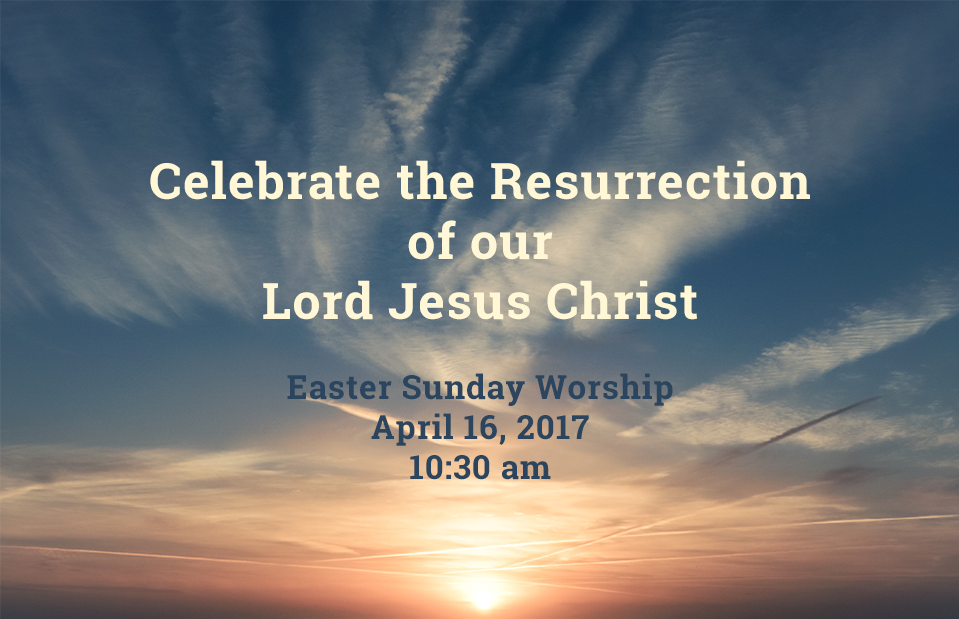 Celebrate the Resurrection
of our
Lord Jesus Christ
Easter Sunday Worship
April 16, 2017
10:30 am